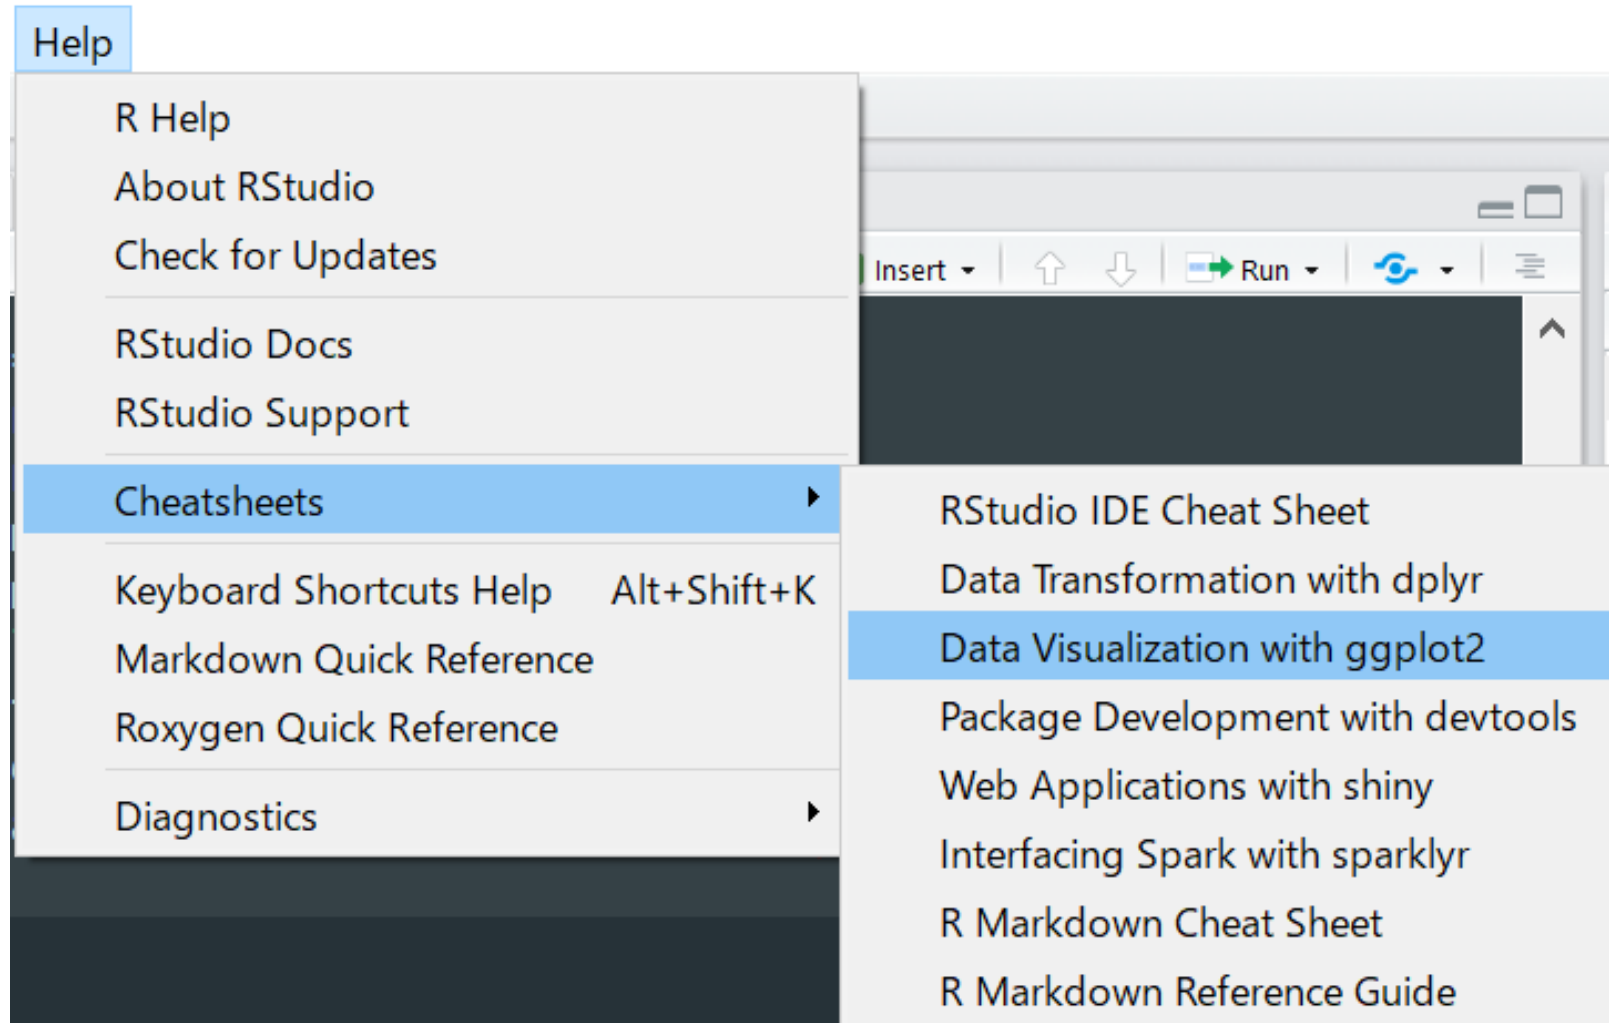 Help
R Help
About RStudio
Check for Updates
RStudio Docs
RStudio Support
Cheatsheets
Keyboard Shortcuts Help Alt+Shift+K
Markdown Quick Reference
Roxygen Quick Reference
Diagnostics
Insert Run
RStudio IDE Cheat Sheet
Data Transformation with dplyr
Data Visualization with ggplot2
Package Development with devtools
Web Applications with shiny
Interfacing Spark with sparklyr
R Markdown Cheat Sheet
R Markdown Reference Guide